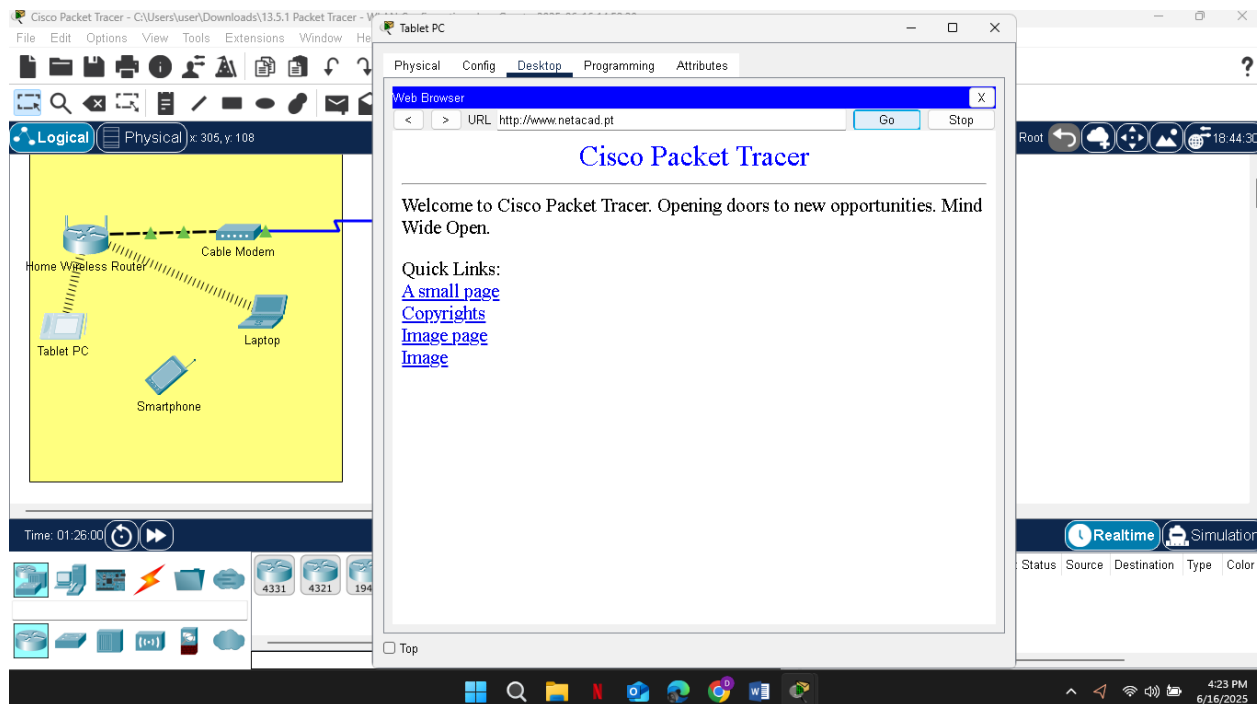 Cisco Packet Tracer - C:\Users\user\Downloads\13.5.1 Packet Tracer - W
File Edit Options View Tools Extensions Window He
Logical Physical x: 305, y: 108
Root 18:44:30
Home Wireless Router
Cable Modem
Tablet PC
Laptop
Smartphone
Tablet PC
Physical Config Desktop Programming Attributes
Web Browser X
< > URL http://www.netacad.pt Go Stop
Cisco Packet Tracer
Welcome to Cisco Packet Tracer. Opening doors to new opportunities. Mind
Wide Open.
Quick Links:
A small page
Copyrights
Image page
Image
Top
Time: 01:26:00
Realtime Simulation
4331 4321 194
Status Source Destination Type Color
4:23 PM
6/16/2025